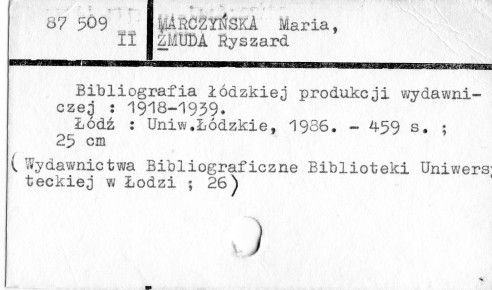 87 509 MARCZYŃSKA Maria,
II ŻMUDA Ryszard
Bibliografia łódzkiej produkcji wydawni-
czej : 1918-1939.
Łódź : Uniw.Łódzkie, 1986. - 459 s. ;
25 cm
(Wydawnictwa Bibliograficzne Biblioteki Uniwersy
teckiej w Łodzi ; 26)